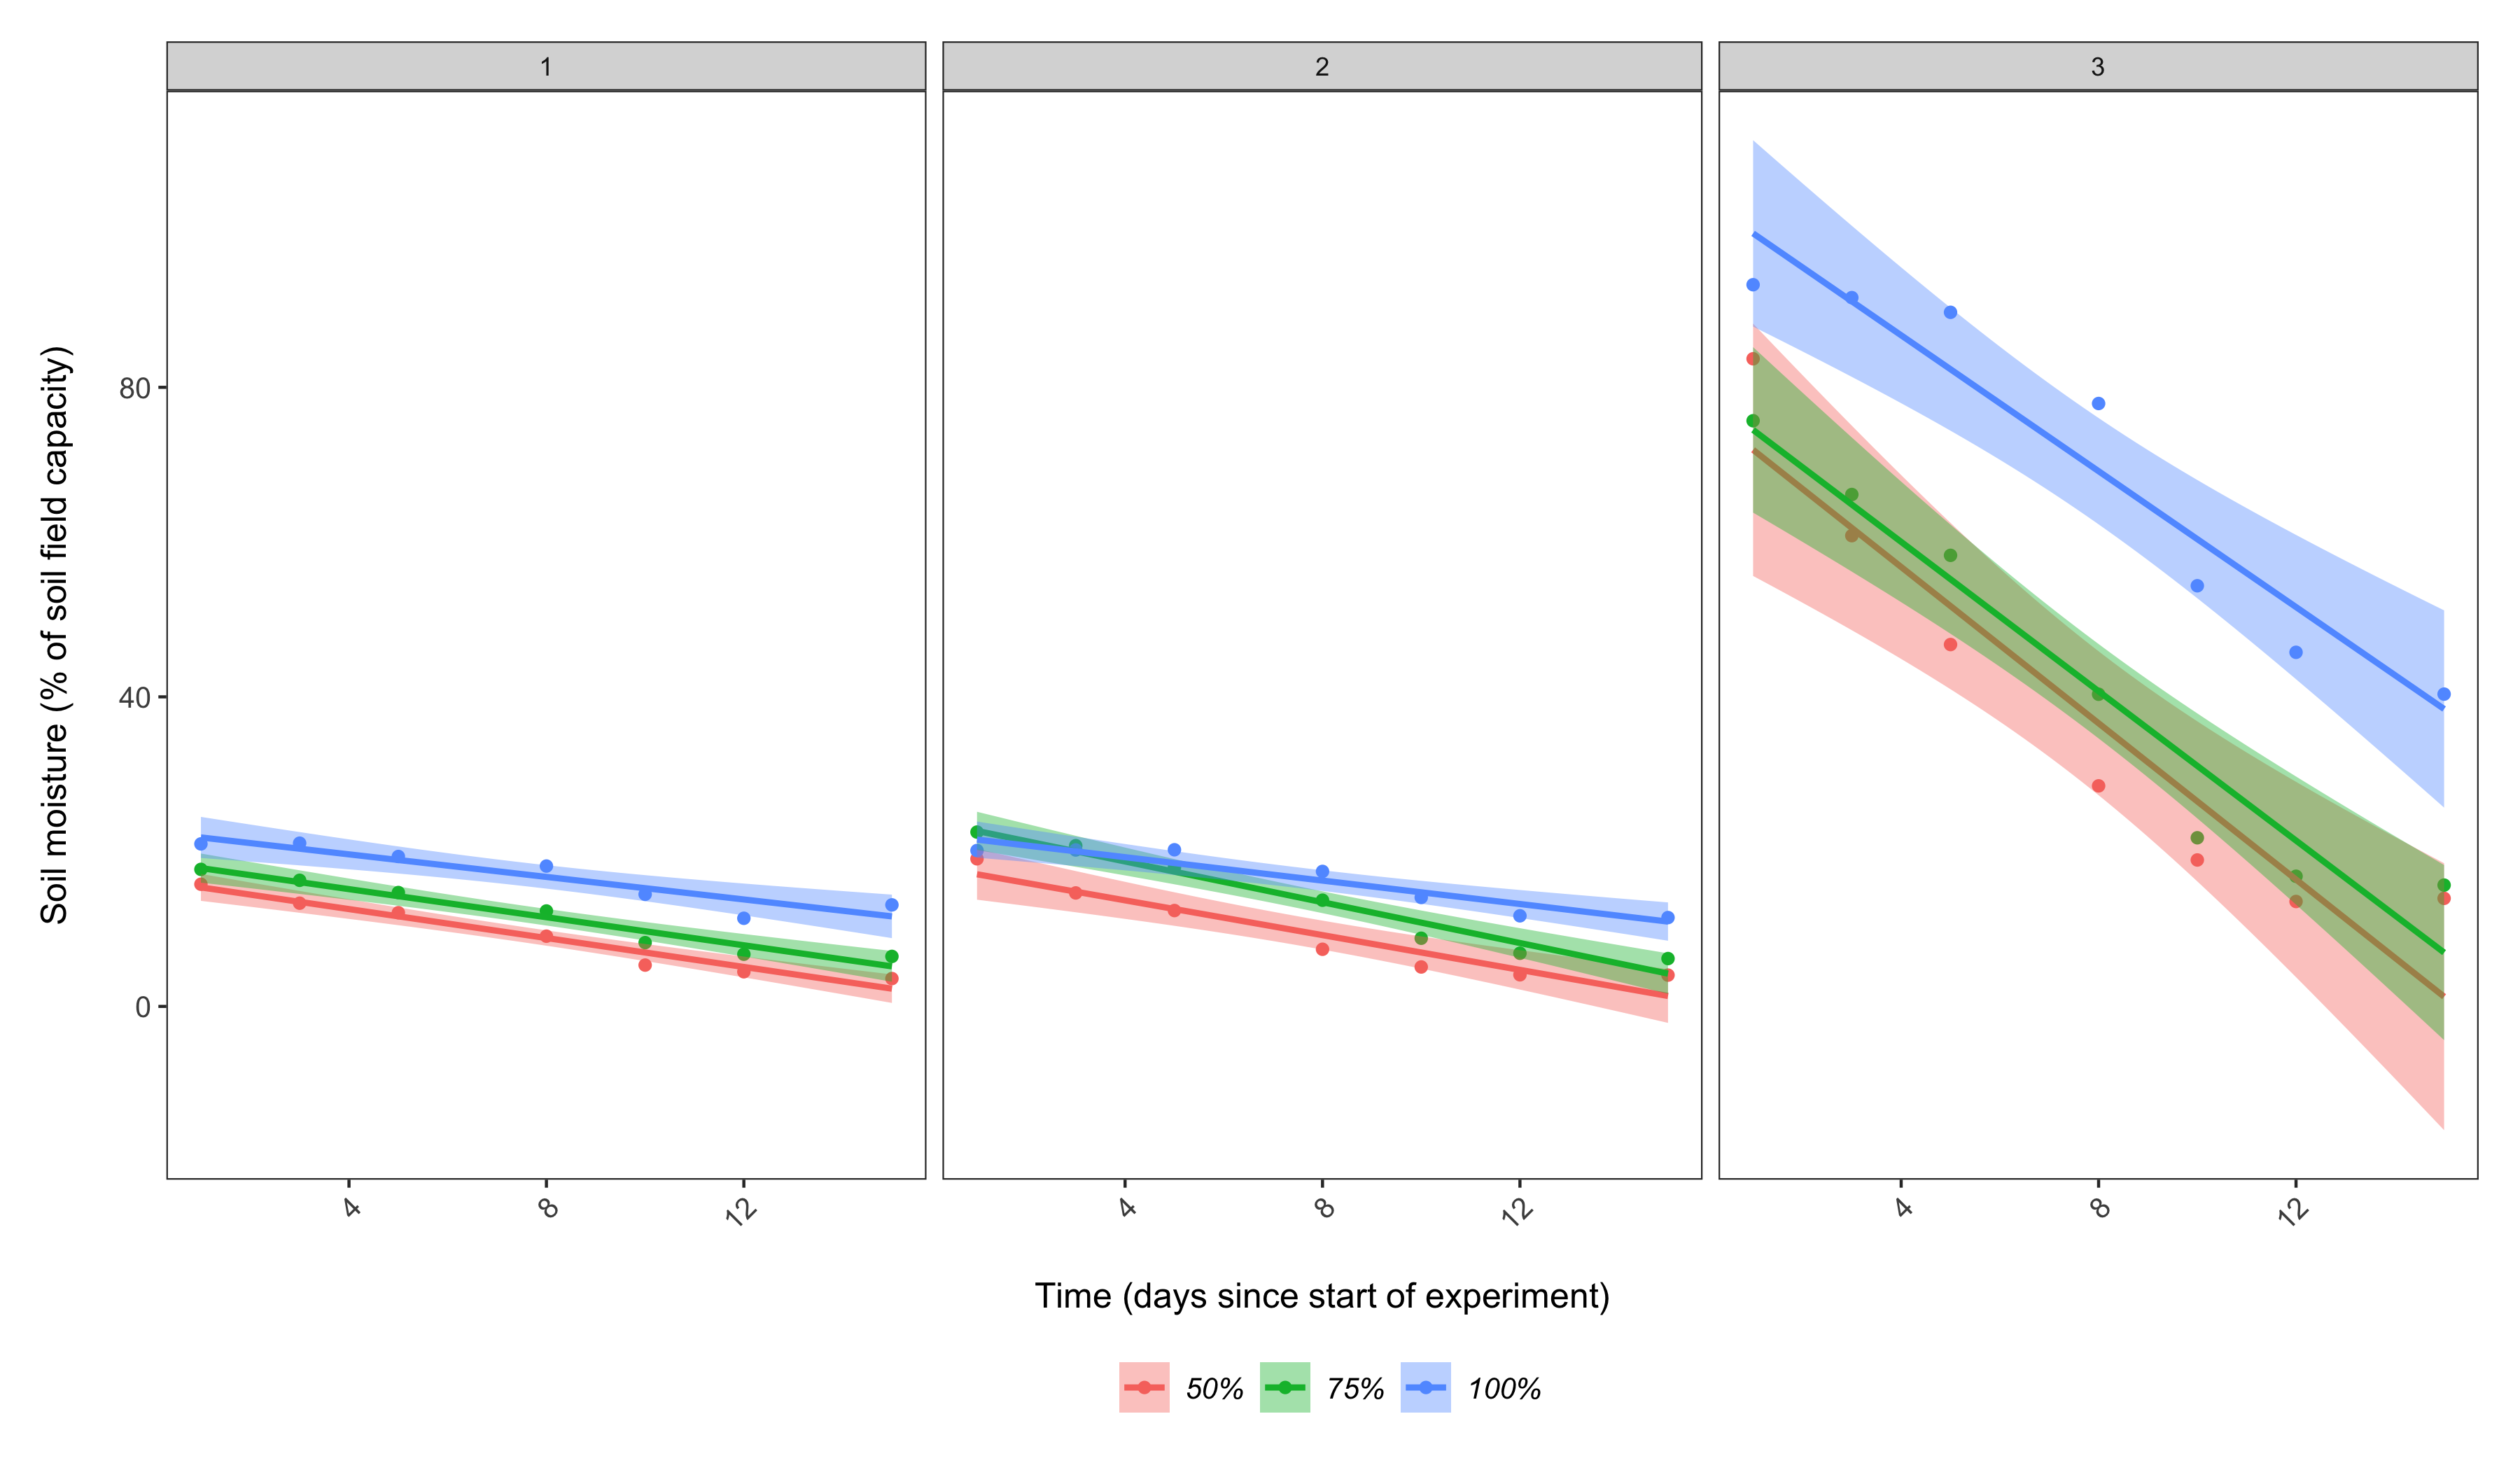 1 2 3
Soil moisture (% of soil field capacity)
80
40
0
4 8 12 4 8 12 4 8 12
Time (days since start of experiment)
50% 75% 100%